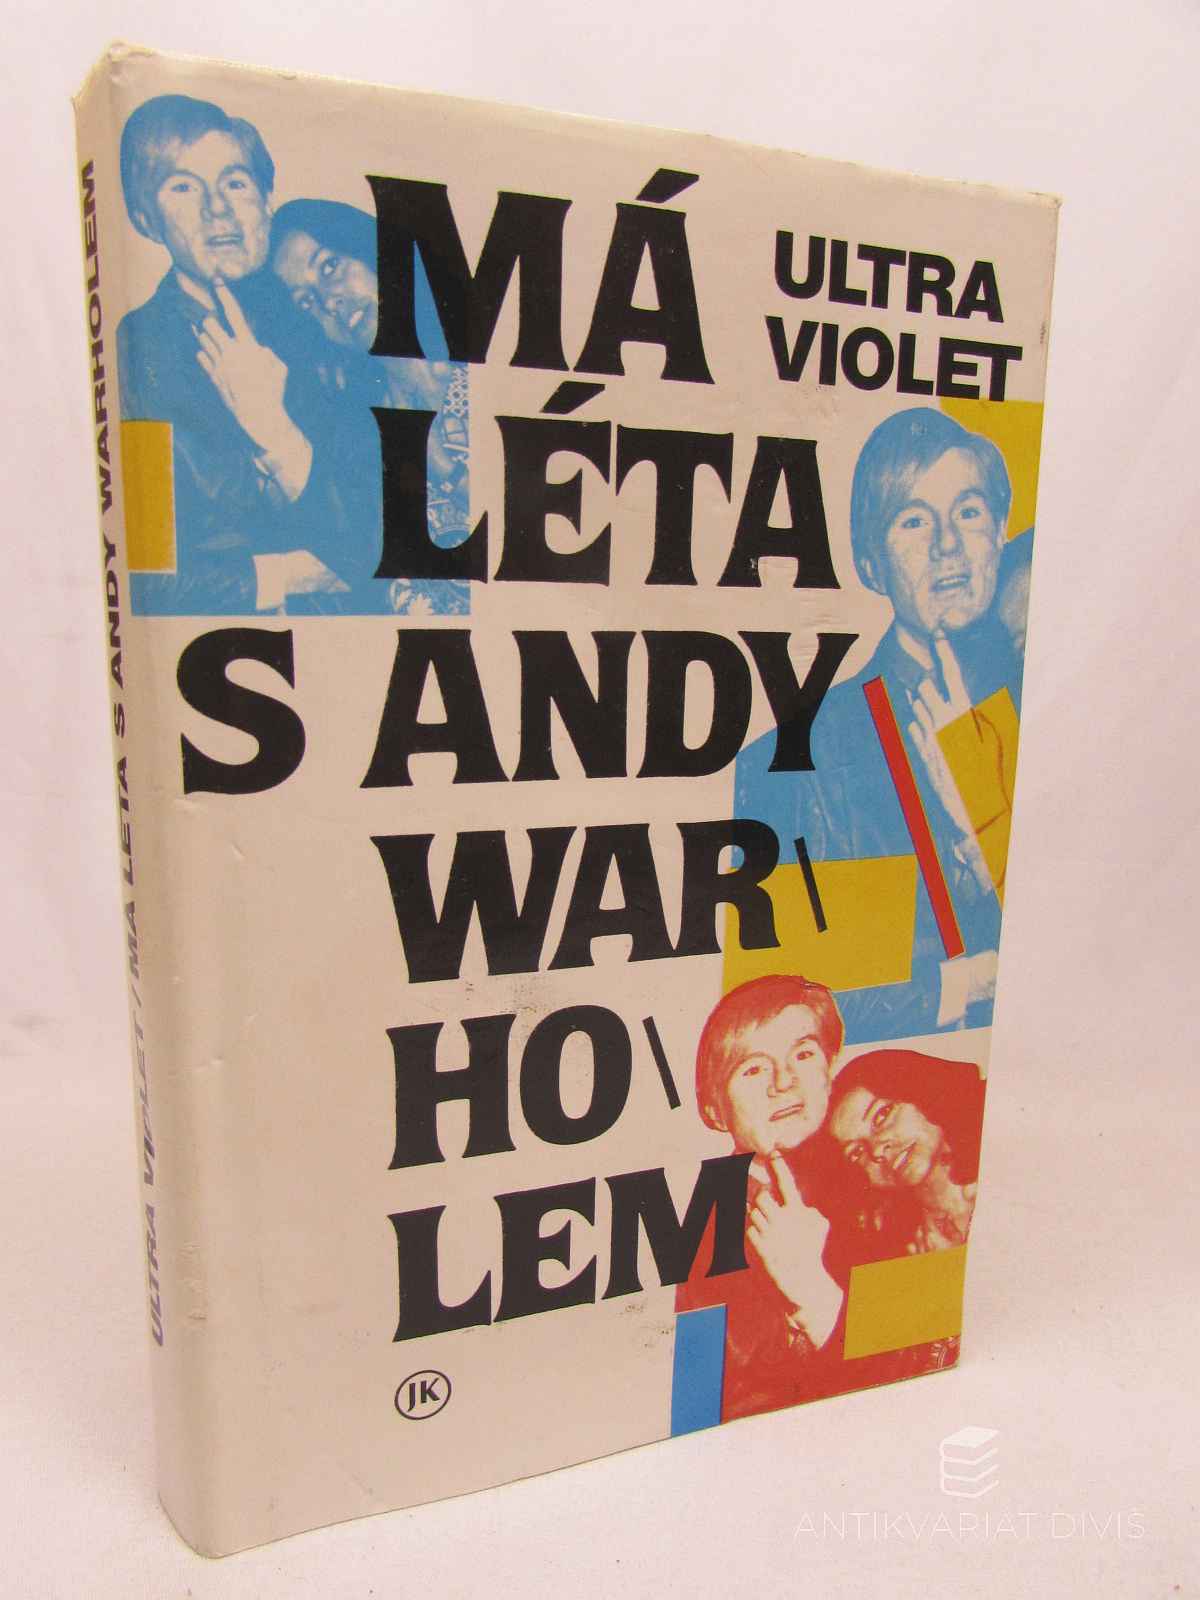 ULTRA VIOLET / MÁ LÉTA S ANDY WARHOLEM
MÁ
LÉTA
S ANDY
WAR\
HO\
LEM
ULTRA
VIOLET
JK
ANTIKVARIÁT DIVIŠ